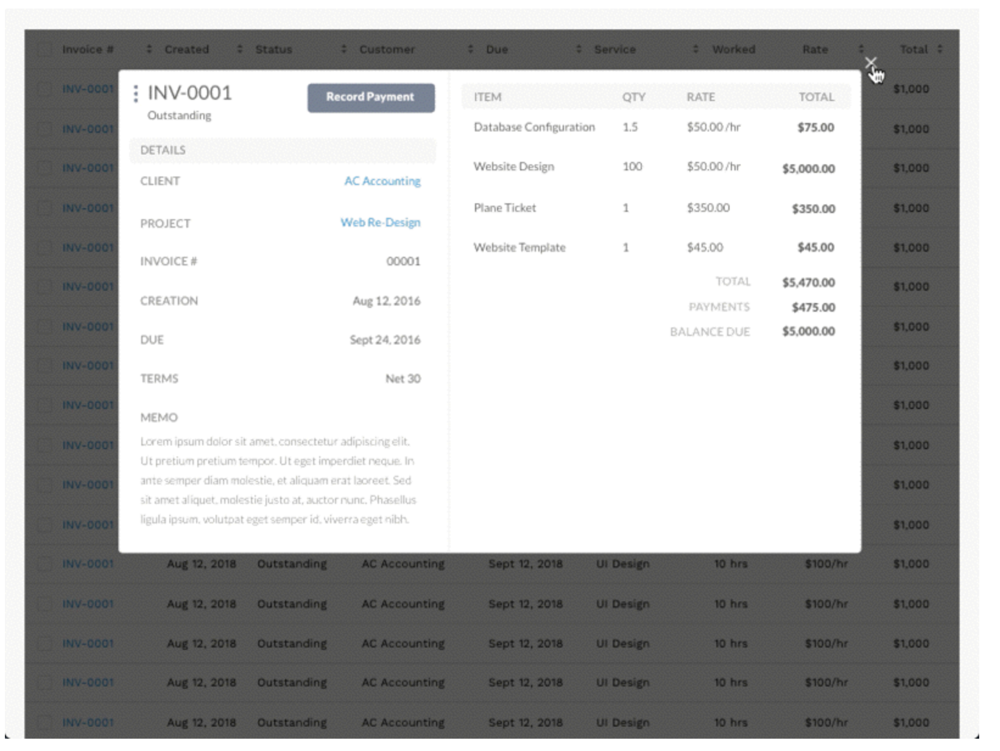 Invoice # Created Status Customer Due Service Worked Rate Total
INV-0001 $1,000
INV-0001 $1,000
INV-0001 $1,000
INV-0001 $1,000
INV-0001 $1,000
INV-0001 $1,000
INV-0001 $1,000
INV-0001 $1,000
INV-0001 $1,000
INV-0001 $1,000
INV-0001 $1,000
INV-0001 $1,000
INV-0001
Outstanding
Record Payment
DETAILS
CLIENT AC Accounting
PROJECT Web Re-Design
INVOICE # 00001
CREATION Aug 12, 2016
DUE Sept 24, 2016
TERMS Net 30
MEMO
Lorem ipsum dolor sit amet, consectetur adipiscing elit.
Ut pretium pretium tempor. Ut eget imperdiet neque. In
ante semper diam molestie, et aliquam erat laoreet. Sed
sit amet aliquet, molestie justo at, auctor nunc. Phasellus
ligula ipsum, volutpat eget semper id, viverra eget nibh.
ITEM QTY RATE TOTAL
Database Configuration 1.5 $50.00 /hr $75.00
Website Design 100 $50.00 /hr $5,000.00
Plane Ticket 1 $350.00 $350.00
Website Template 1 $45.00 $45.00
TOTAL $5,470.00
PAYMENTS $475.00
BALANCE DUE $5,000.00
INV-0001 Aug 12, 2018 Outstanding AC Accounting Sept 12, 2018 UI Design 10 hrs $100/hr $1,000
INV-0001 Aug 12, 2018 Outstanding AC Accounting Sept 12, 2018 UI Design 10 hrs $100/hr $1,000
INV-0001 Aug 12, 2018 Outstanding AC Accounting Sept 12, 2018 UI Design 10 hrs $100/hr $1,000
INV-0001 Aug 12, 2018 Outstanding AC Accounting Sept 12, 2018 UI Design 10 hrs $100/hr $1,000
INV-0001 Aug 12, 2018 Outstanding AC Accounting Sept 12, 2018 UI Design 10 hrs $100/hr $1,000